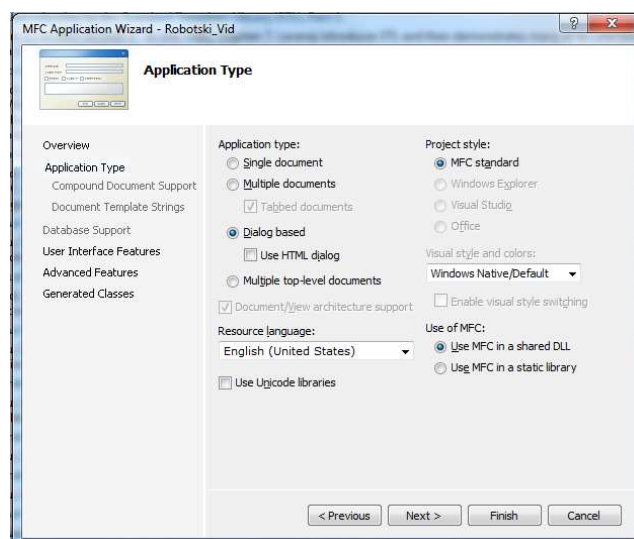 MFC Application Wizard - Robotski_Vid
Application Type
Overview
Application Type
Compound Document Support
Document Template Strings
Database Support
User Interface Features
Advanced Features
Generated Classes
Application type:
Single document
Multiple documents
Tabbed documents
Dialog based
Use HTML dialog
Multiple top-level documents
Document/View architecture support
Resource language:
English (United States)
Use Unicode libraries
Project style:
MFC standard
Windows Explorer
Visual Studio
Office
Visual style and colors:
Windows Native/Default
Enable visual style switching
Use of MFC:
Use MFC in a shared DLL
Use MFC in a static library
< Previous
Next >
Finish
Cancel